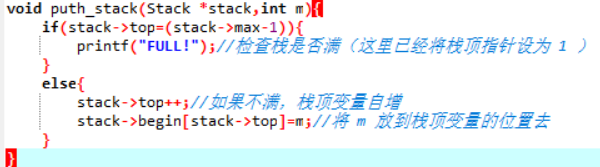 void puth_stack(Stack *stack,int m){
if(stack->top=(stack->max-1)){
printf("FULL!");//检查栈是否满（这里已经将栈顶指针设为 1 ）
}
else{
stack->top++;//如果不满，栈顶变量自增
stack->begin[stack->top]=m;//将 m 放到栈顶变量的位置去
}
}